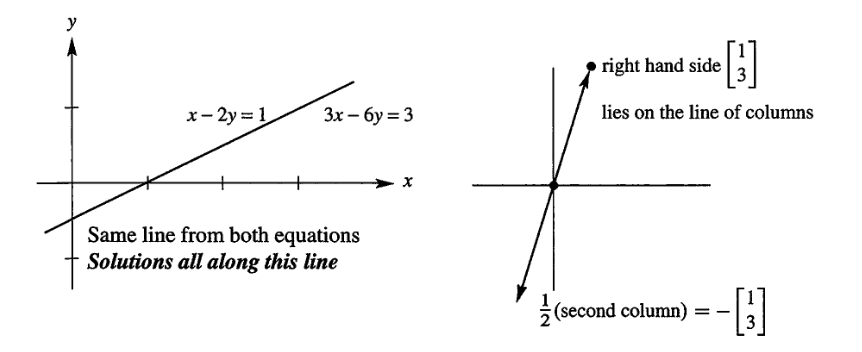 y
x − 2y = 1
3x − 6y = 3
x
Same line from both equations
Solutions all along this line
right hand side [1 3]
lies on the line of columns
1/2 (second column) = − [1 3]